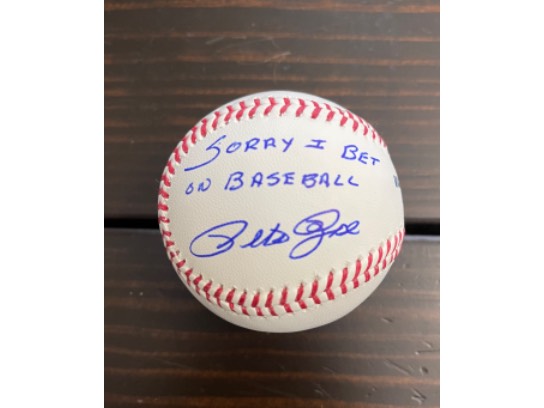 SORRY I BET
ON BASEBALL
Pete Rose